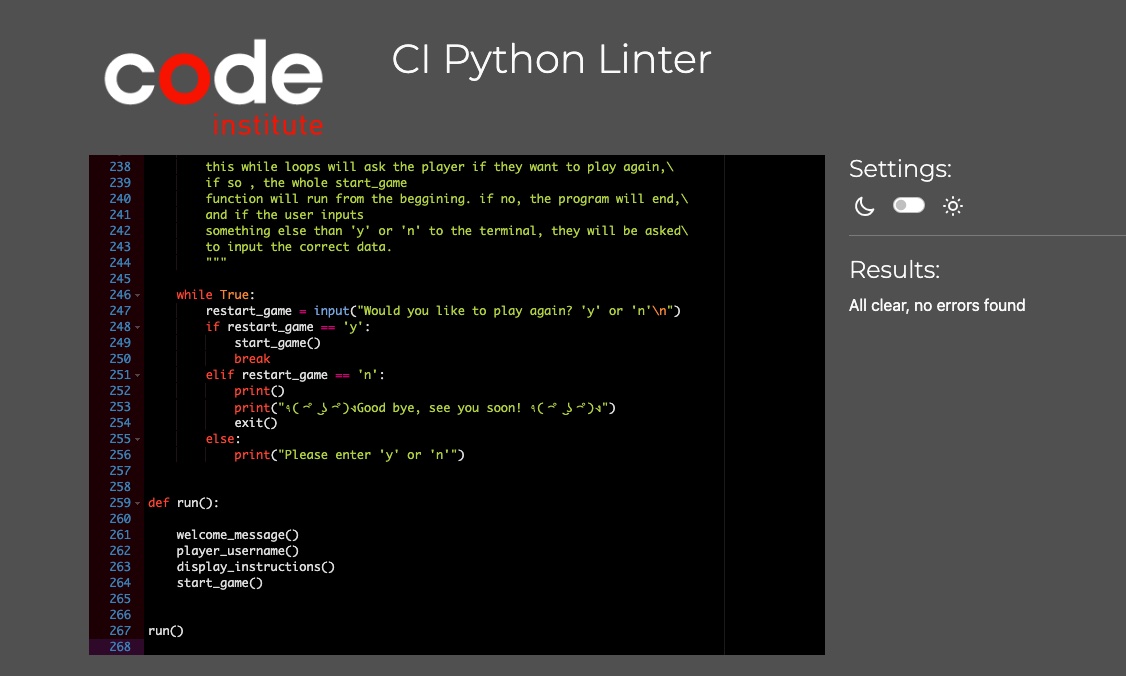 code
institute
CI Python Linter
238 this while loops will ask the player if they want to play again,\
239 if so , the whole start_game
240 function will run from the beggining. if no, the program will end,\
241 and if the user inputs
242 something else than 'y' or 'n' to the terminal, they will be asked\
243 to input the correct data.
244 """
245
246 while True:
247 restart_game = input("Would you like to play again? 'y' or 'n'\n")
248 if restart_game == 'y':
249 start_game()
250 break
251 elif restart_game == 'n':
252 print()
253 print("Good bye, see you soon!")
254 exit()
255 else:
256 print("Please enter 'y' or 'n'")
257
258
259 def run():
260
261 welcome_message()
262 player_username()
263 display_instructions()
264 start_game()
265
266
267 run()
268
Settings:
Results:
All clear, no errors found